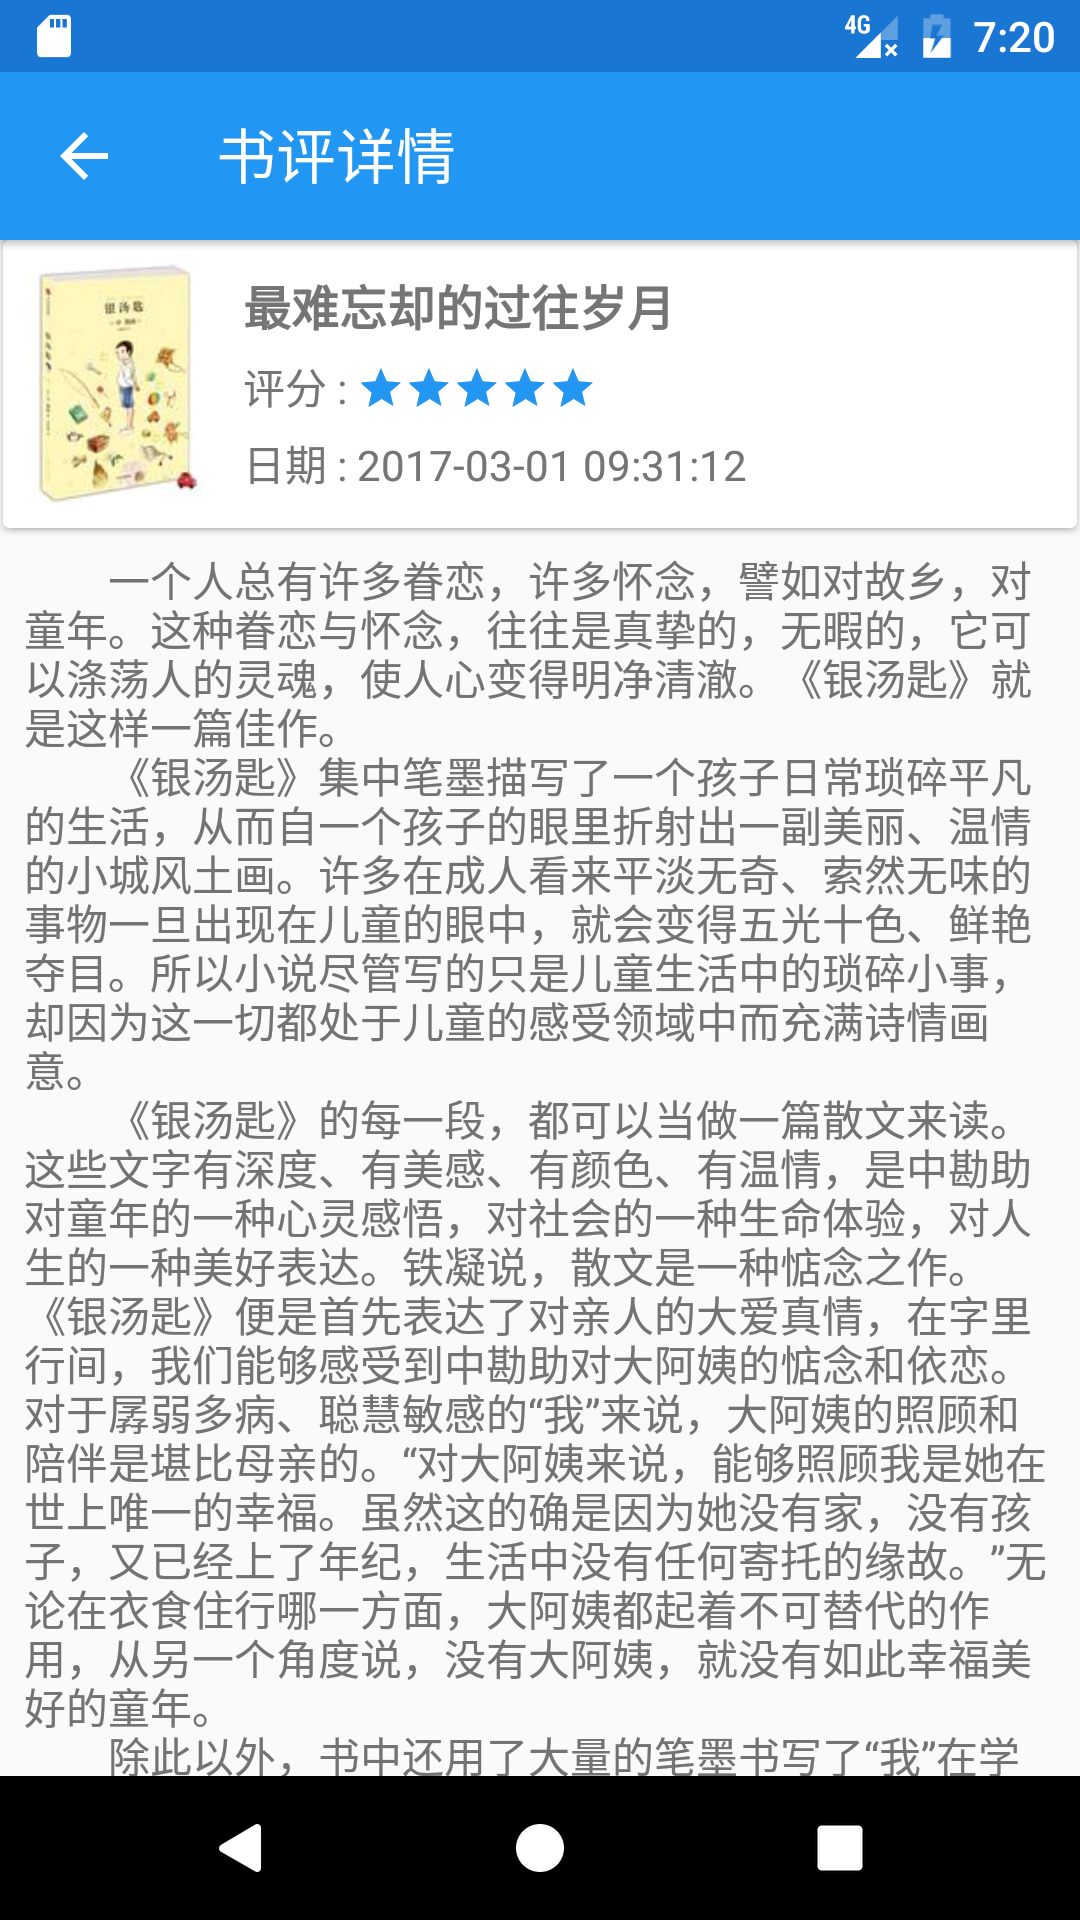 4G 7:20
书评详情
银汤匙
最难忘却的过往岁月
评分 :
日期 : 2017-03-01 09:31:12
一个人总有许多眷恋，许多怀念，譬如对故乡，对
童年。这种眷恋与怀念，往往是真挚的，无暇的，它可
以涤荡人的灵魂，使人心变得明净清澈。《银汤匙》就
是这样一篇佳作。
《银汤匙》集中笔墨描写了一个孩子日常琐碎平凡
的生活，从而自一个孩子的眼里折射出一副美丽、温情
的小城风土画。许多在成人看来平淡无奇、索然无味的
事物一旦出现在儿童的眼中，就会变得五光十色、鲜艳
夺目。所以小说尽管写的只是儿童生活中的琐碎小事，
却因为这一切都处于儿童的感受领域中而充满诗情画
意。
《银汤匙》的每一段，都可以当做一篇散文来读。
这些文字有深度、有美感、有颜色、有温情，是中勘助
对童年的一种心灵感悟，对社会的一种生命体验，对人
生的一种美好表达。铁凝说，散文是一种惦念之作。
《银汤匙》便是首先表达了对亲人的大爱真情，在字里
行间，我们能够感受到中勘助对大阿姨的惦念和依恋。
对于孱弱多病、聪慧敏感的“我”来说，大阿姨的照顾和
陪伴是堪比母亲的。“对大阿姨来说，能够照顾我是她在
世上唯一的幸福。虽然这的确是因为她没有家，没有孩
子，又已经上了年纪，生活中没有任何寄托的缘故。”无
论在衣食住行哪一方面，大阿姨都起着不可替代的作
用，从另一个角度说，没有大阿姨，就没有如此幸福美
好的童年。
除此以外，书中还用了大量的笔墨书写了“我”在学